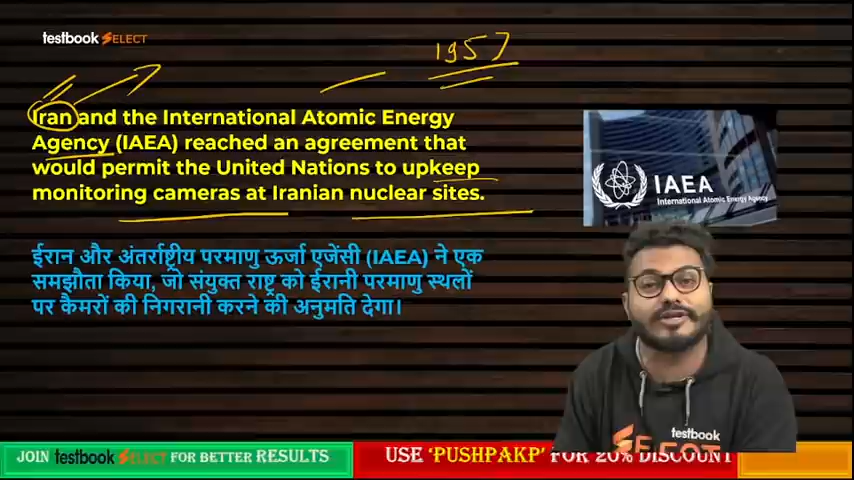 testbook SELECT
1957
Iran and the International Atomic Energy
Agency (IAEA) reached an agreement that
would permit the United Nations to upkeep
monitoring cameras at Iranian nuclear sites.
IAEA
International Atomic Energy Agency
ईरान और अंतर्राष्ट्रीय परमाणु ऊर्जा एजेंसी (IAEA) ने एक
समझौता किया, जो संयुक्त राष्ट्र को ईरानी परमाणु स्थलों
पर कैमरों की निगरानी करने की अनुमति देगा।
testbook
SELECT
JOIN testbook SELECT FOR BETTER RESULTS
USE 'PUSHPAKP' FOR 20% DISCOUNT